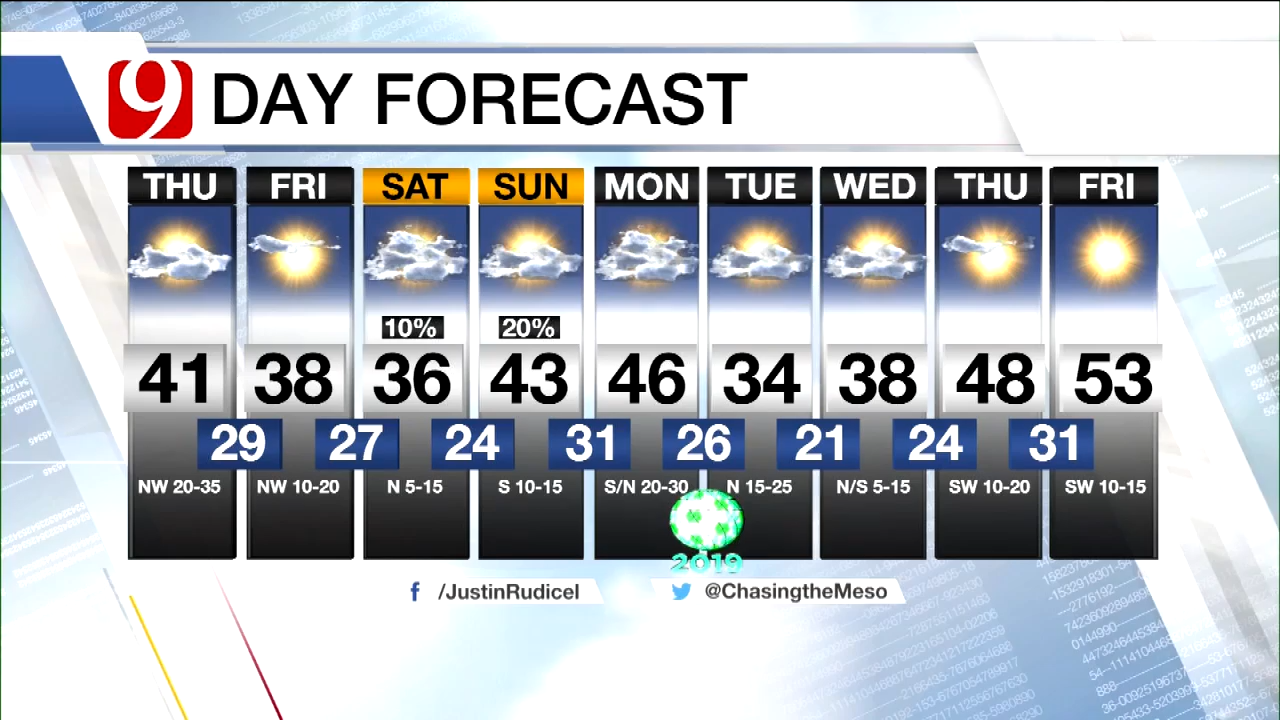 9 DAY FORECAST
THU FRI SAT SUN MON TUE WED THU FRI
10% 20%
41 38 36 43 46 34 38 48 53
29 27 24 31 26 21 24 31
NW 20-35 NW 10-20 N 5-15 S 10-15 S/N 20-30 N 15-25 N/S 5-15 SW 10-20 SW 10-15
2019
f /JustinRudicel @ChasingtheMeso